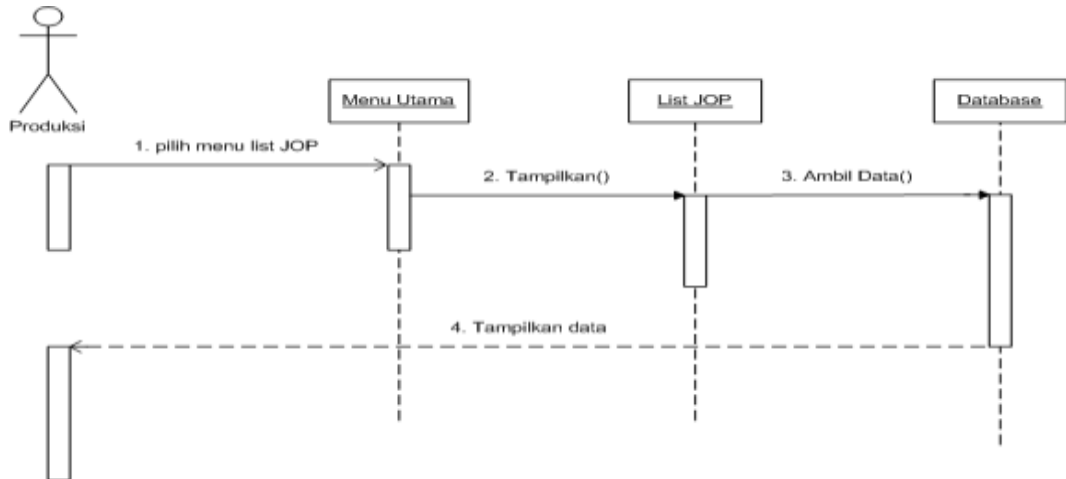 Produksi
Menu Utama
List JOP
Database
1. pilih menu list JOP
2. Tampilkan()
3. Ambil Data()
4. Tampilkan data